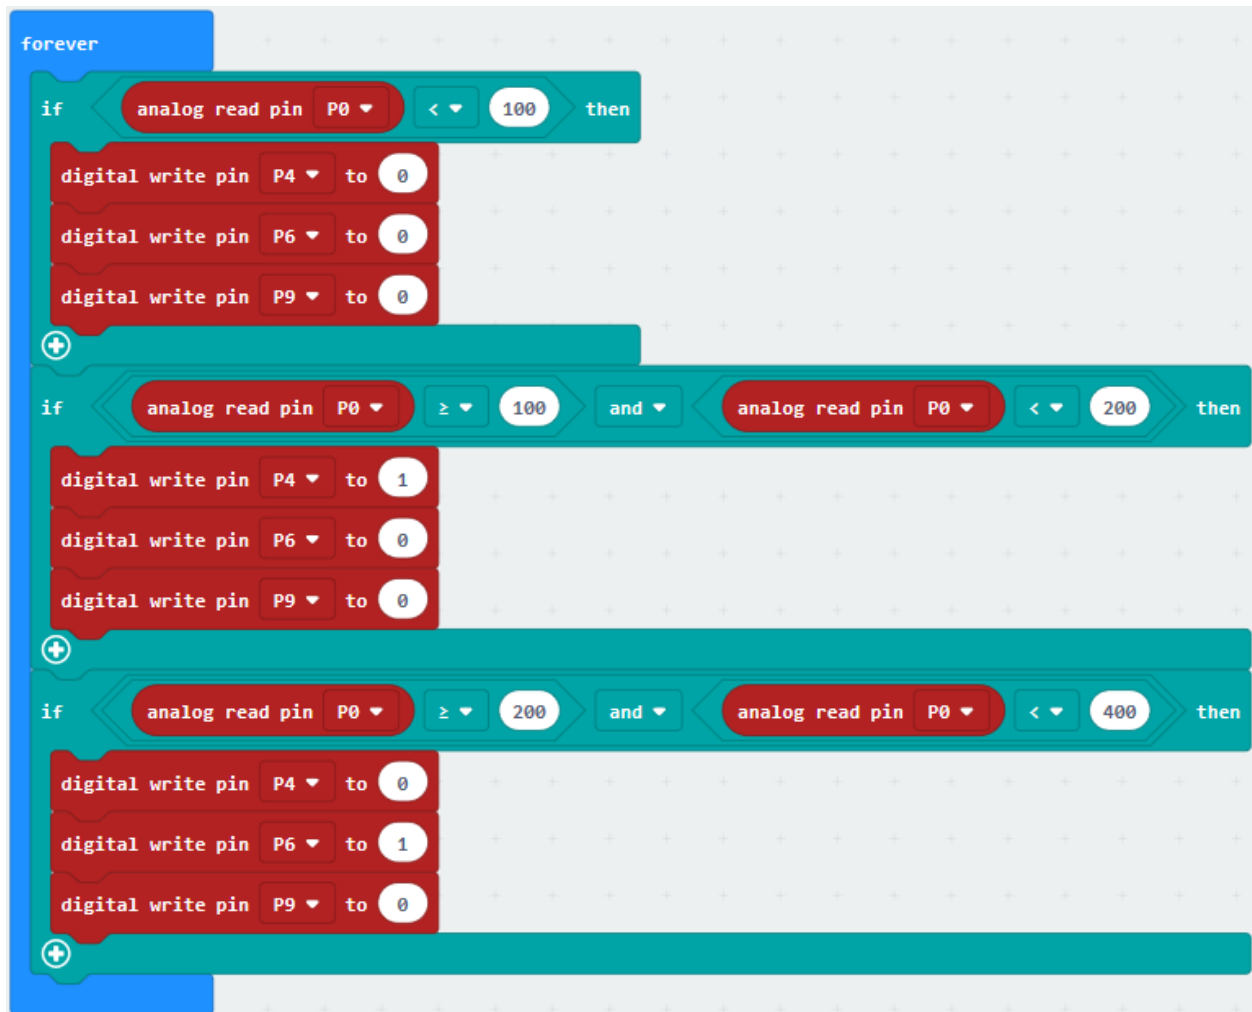 forever
if analog read pin P0 < 100 then
digital write pin P4 to 0
digital write pin P6 to 0
digital write pin P9 to 0
if analog read pin P0 ≥ 100 and analog read pin P0 < 200 then
digital write pin P4 to 1
digital write pin P6 to 0
digital write pin P9 to 0
if analog read pin P0 ≥ 200 and analog read pin P0 < 400 then
digital write pin P4 to 0
digital write pin P6 to 1
digital write pin P9 to 0